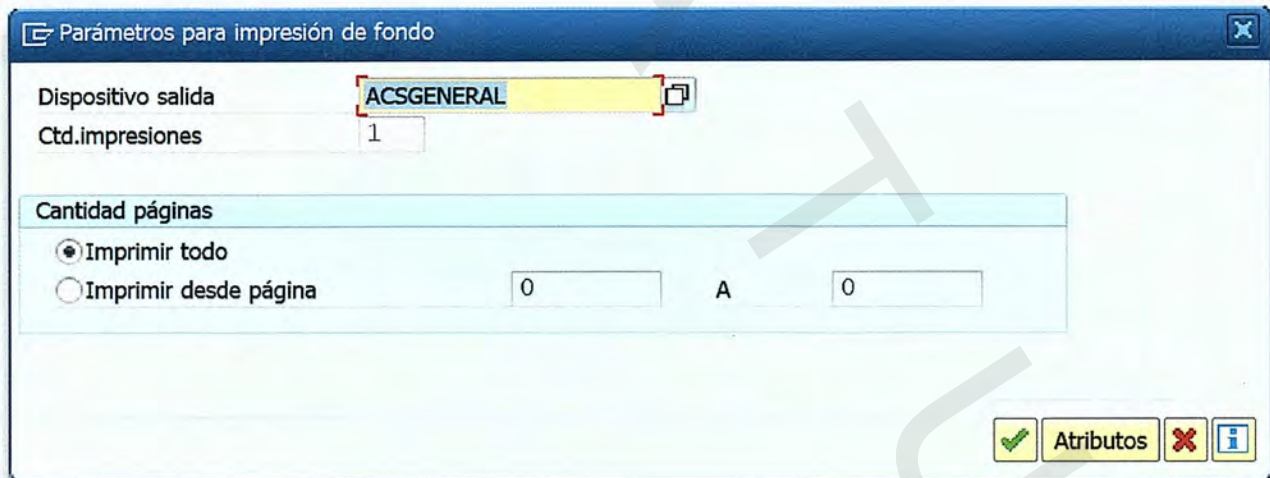 Parámetros para impresión de fondo
Dispositivo salida ACSGENERAL
Ctd.impresiones 1
Cantidad páginas
Imprimir todo
Imprimir desde página 0 A 0
Atributos